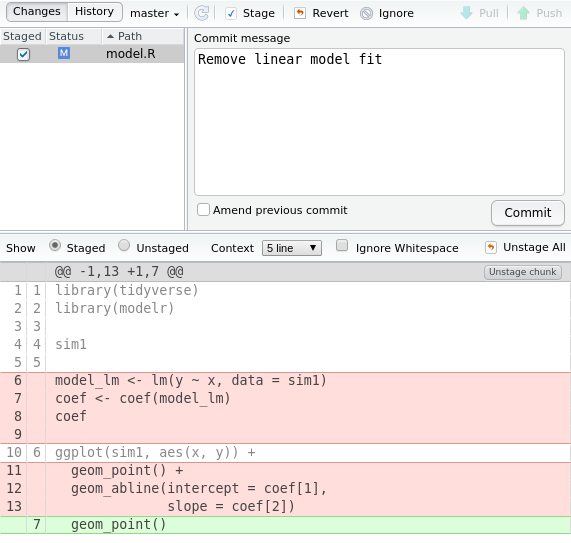 Changes History master Stage Revert Ignore Pull Push
Staged Status Path
M model.R
Commit message
Remove linear model fit
Amend previous commit
Commit
Show Staged Unstaged Context 5 line Ignore Whitespace Unstage All
@@ -1,13 +1,7 @@ Unstage chunk
1 1 library(tidyverse)
2 2 library(modelr)
3 3
4 4 sim1
5 5
6 model_lm <- lm(y ~ x, data = sim1)
7 coef <- coef(model_lm)
8 coef
9
10 6 ggplot(sim1, aes(x, y)) +
11 geom_point() +
12 geom_abline(intercept = coef[1],
13 slope = coef[2])
7 geom_point()